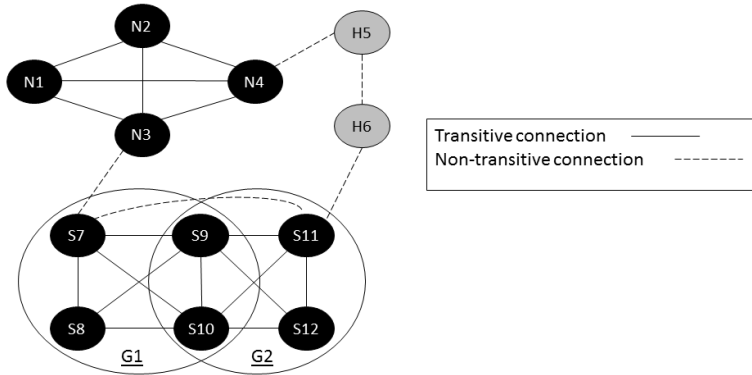 N2
H5
N1
N4
N3
H6
Transitive connection
Non-transitive connection
S7
S9
S11
S8
S10
S12
G1
G2